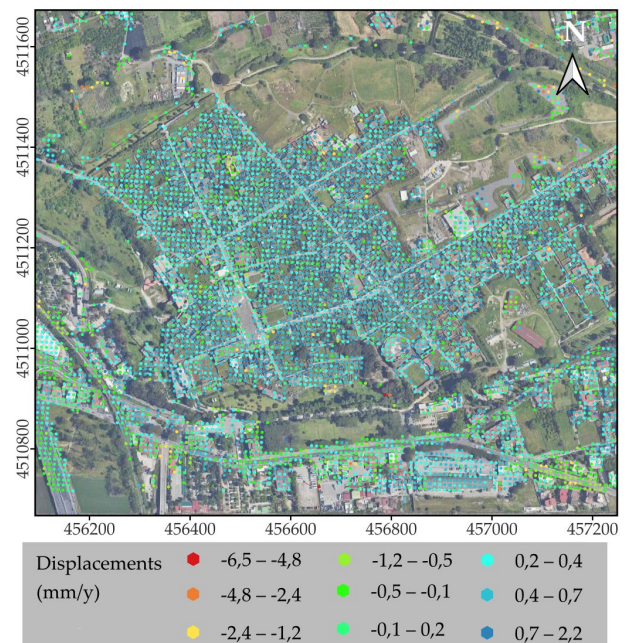 N
4511600
4511400
4511200
4511000
4510800
456200 456400 456600 456800 457000 457200
Displacements
(mm/y)
-6,5 – -4,8
-4,8 – -2,4
-2,4 – -1,2
-1,2 – -0,5
-0,5 – -0,1
-0,1 – 0,2
0,2 – 0,4
0,4 – 0,7
0,7 – 2,2